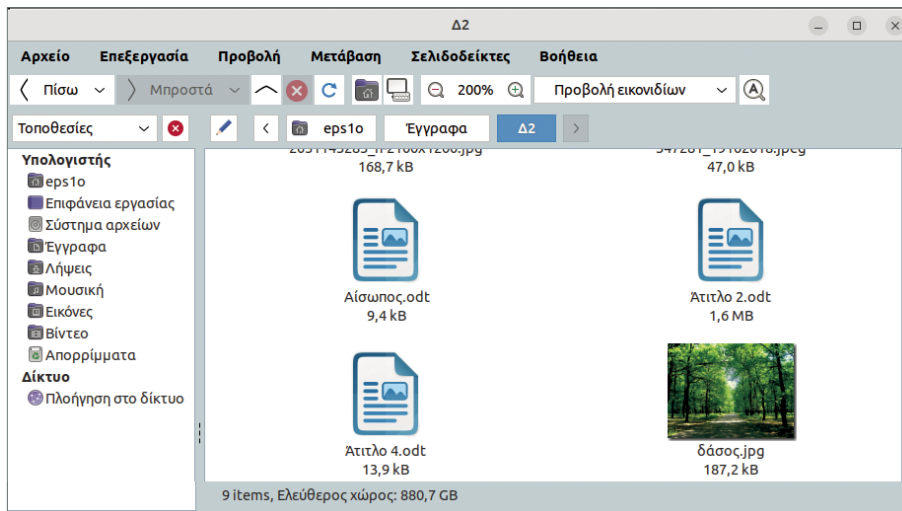 Δ2
Αρχείο Επεξεργασία Προβολή Μετάβαση Σελιδοδείκτες Βοήθεια
Πίσω Μπροστά 200% Προβολή εικονιδίων
Τοποθεσίες eps1o Έγγραφα Δ2
Υπολογιστής
eps1o
Επιφάνεια εργασίας
Σύστημα αρχείων
Έγγραφα
Λήψεις
Μουσική
Εικόνες
Βίντεο
Απορρίμματα
Δίκτυο
Πλοήγηση στο δίκτυο
168,7 kB 47,0 kB
Αίσωπος.odt Άτιτλο 2.odt
9,4 kB 1,6 MB
Άτιτλο 4.odt δάσος.jpg
13,9 kB 187,2 kB
9 items, Ελεύθερος χώρος: 880,7 GB